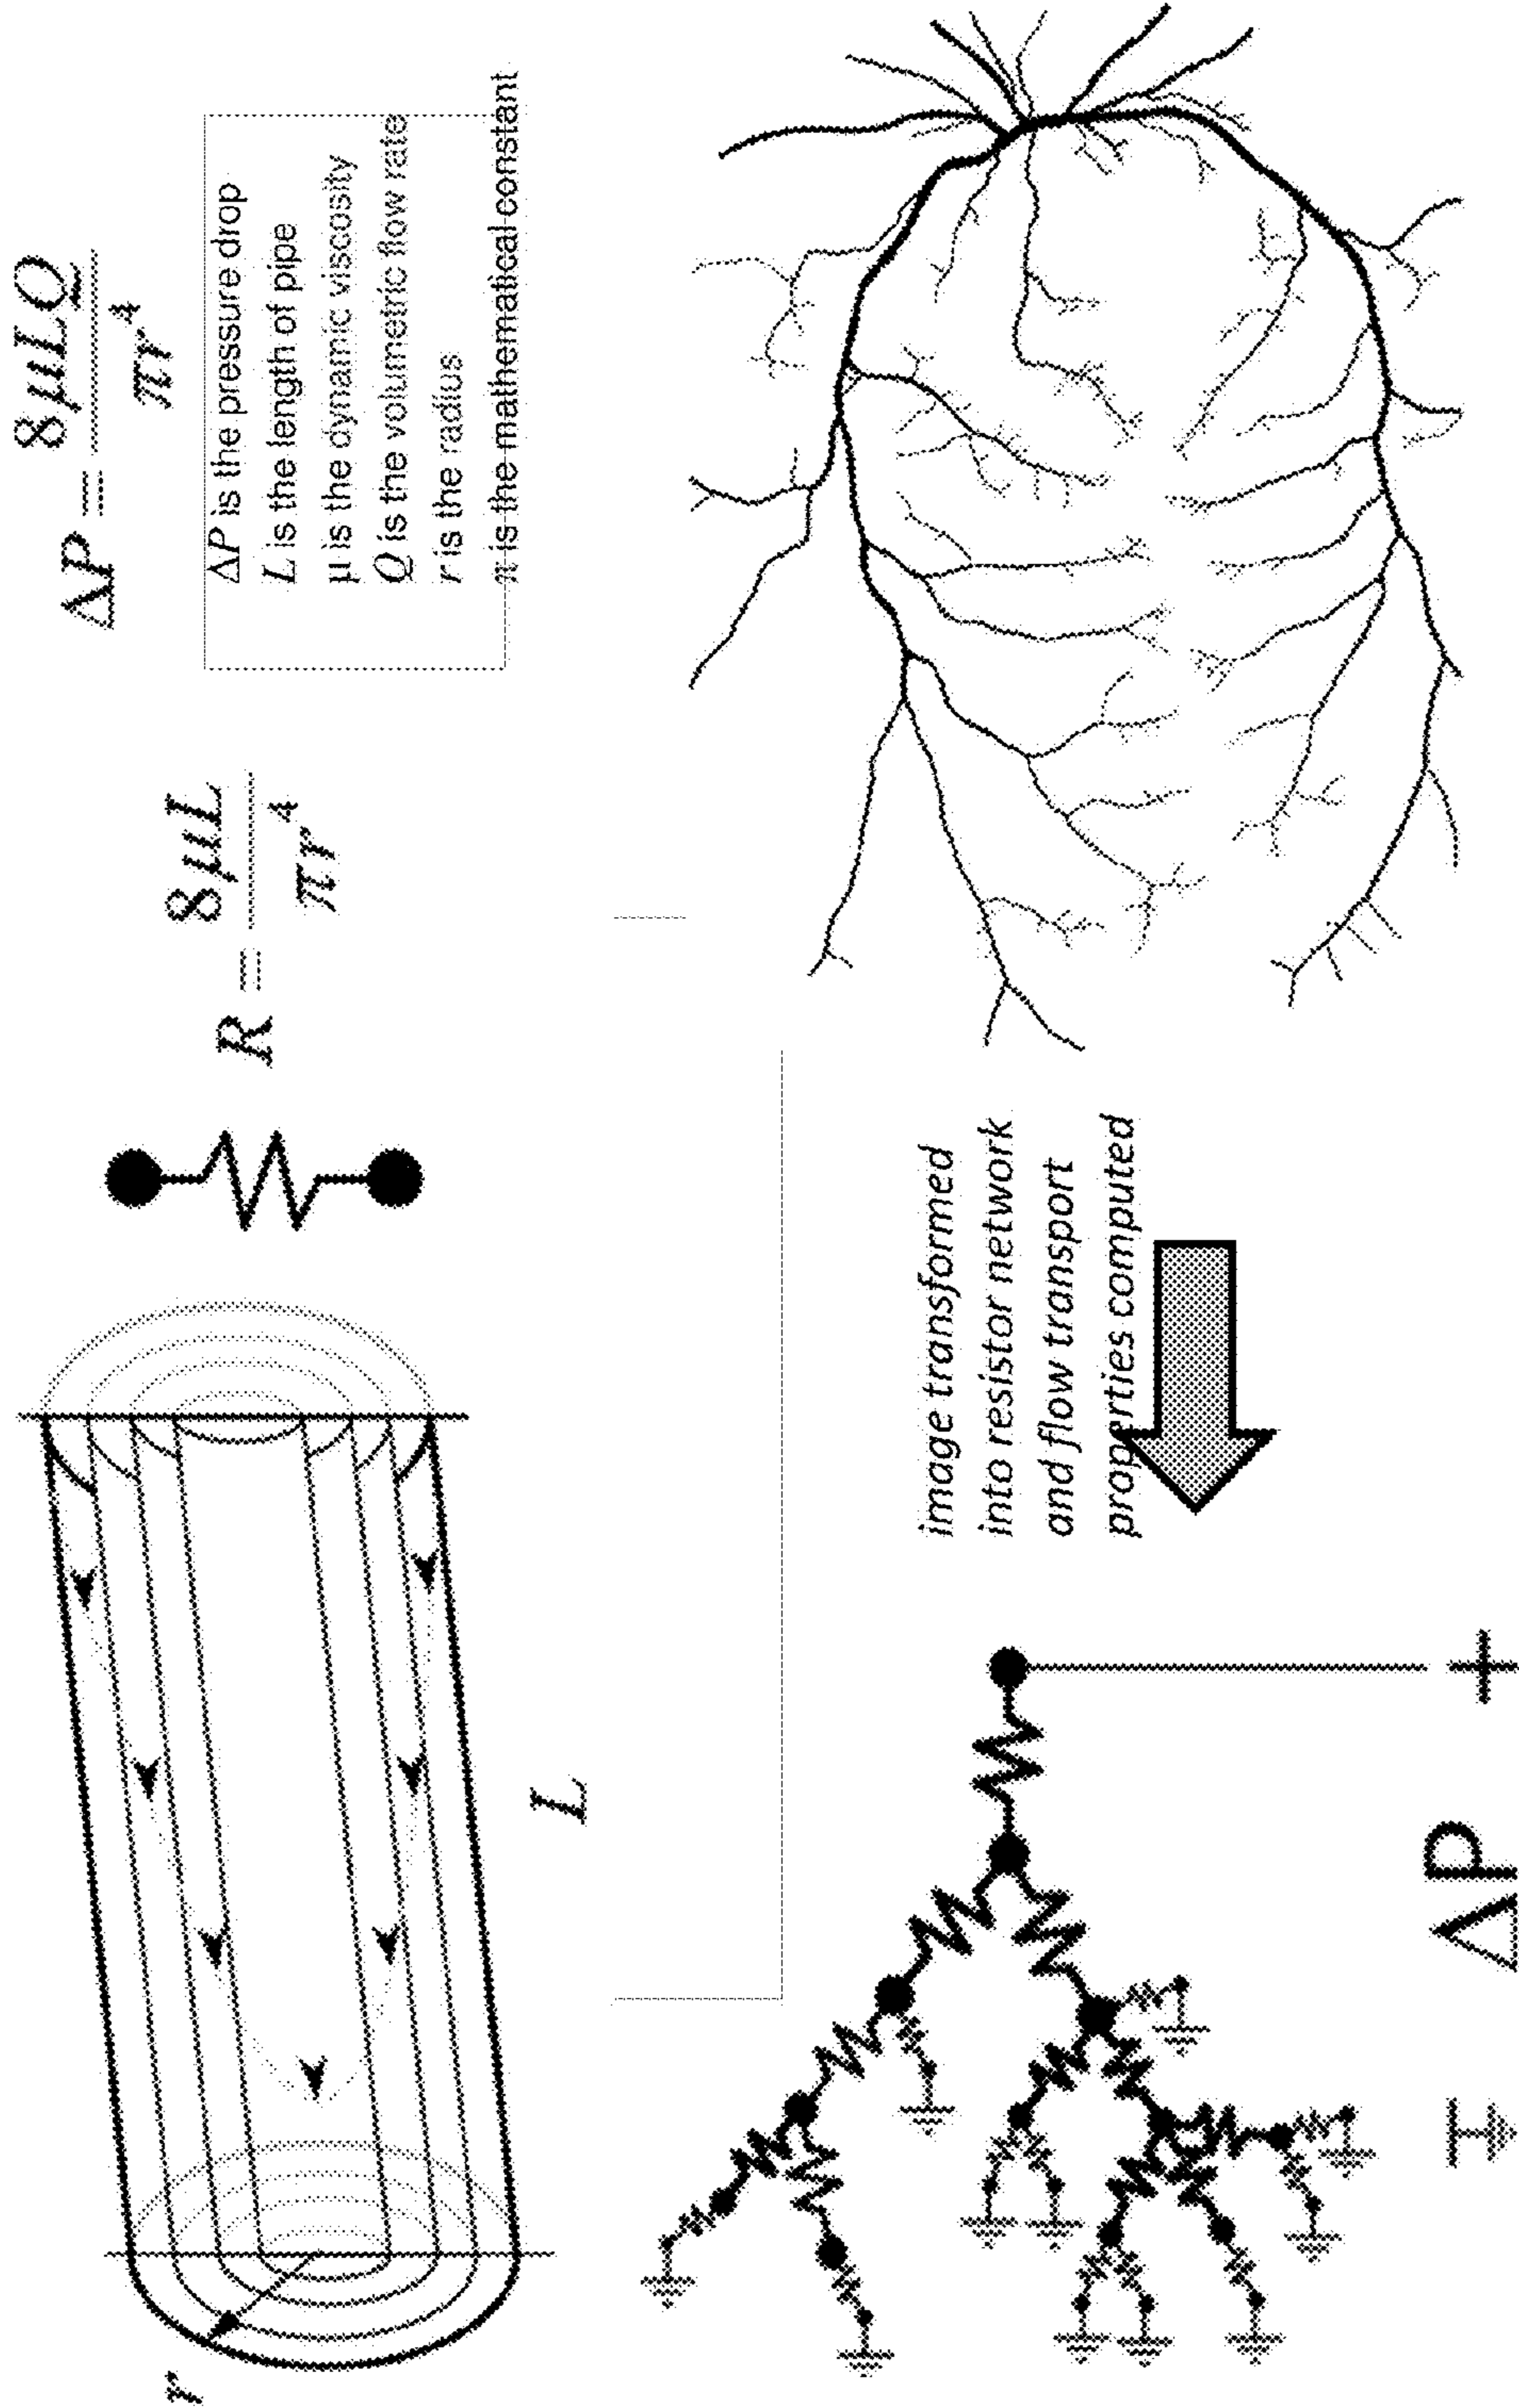 r
L
R = 8μL / πr⁴
ΔP = 8μLQ / πr⁴
ΔP is the pressure drop
L is the length of pipe
μ is the dynamic viscosity
Q is the volumetric flow rate
r is the radius
π is the mathematical constant
image transformed
into resistor network
and flow transport
properties computed
ΔP
+